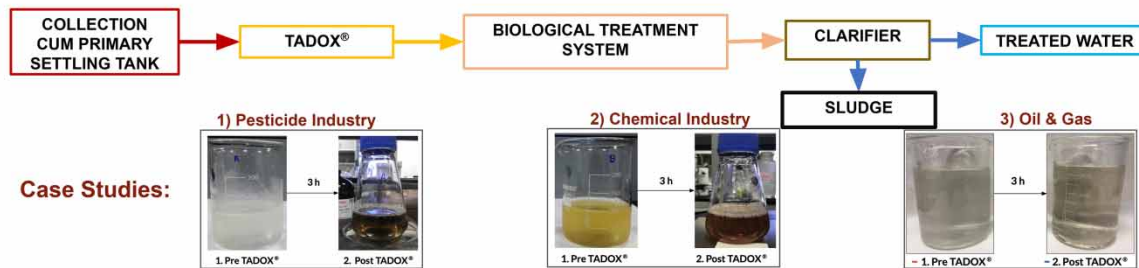 COLLECTION
CUM PRIMARY
SETTLING TANK
TADOX®
BIOLOGICAL TREATMENT
SYSTEM
CLARIFIER
TREATED WATER
SLUDGE
Case Studies:
1) Pesticide Industry
3 h
1. Pre TADOX®
2. Post TADOX®
2) Chemical Industry
3 h
1. Pre TADOX®
2. Post TADOX®
3) Oil & Gas
3 h
1. Pre TADOX®
2. Post TADOX®